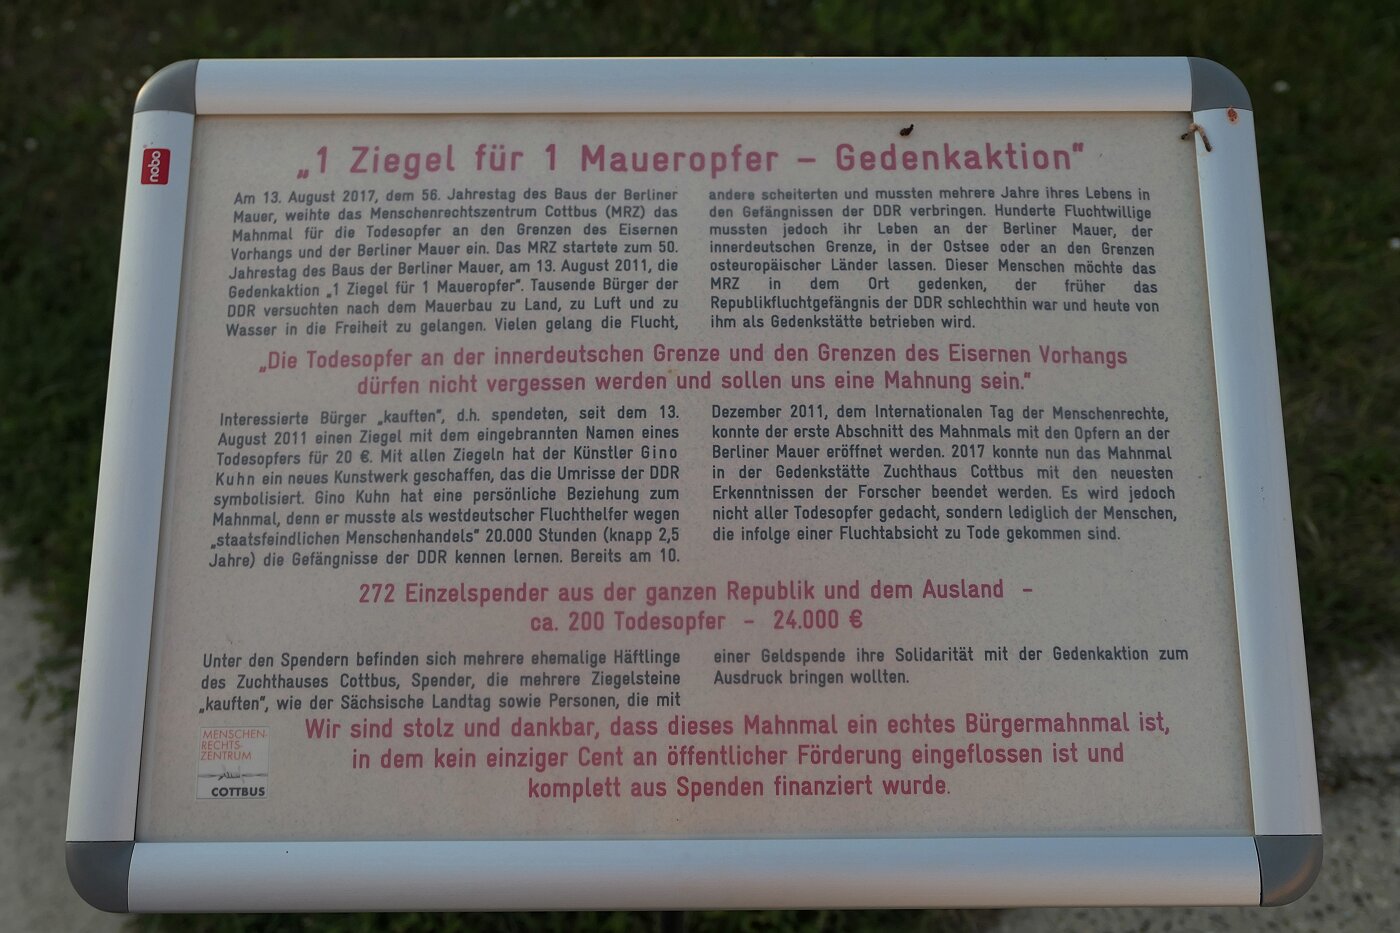 nobo
„1 Ziegel für 1 Maueropfer – Gedenkaktion"
Am 13. August 2017, dem 56. Jahrestag des Baus der Berliner
Mauer, weihte das Menschenrechtszentrum Cottbus (MRZ) das
Mahnmal für die Todesopfer an den Grenzen des Eisernen
Vorhangs und der Berliner Mauer ein. Das MRZ startete zum 50.
Jahrestag des Baus der Berliner Mauer, am 13. August 2011, die
Gedenkaktion „1 Ziegel für 1 Maueropfer". Tausende Bürger der
DDR versuchten nach dem Mauerbau zu Land, zu Luft und zu
Wasser in die Freiheit zu gelangen. Vielen gelang die Flucht,
andere scheiterten und mussten mehrere Jahre ihres Lebens in
den Gefängnissen der DDR verbringen. Hunderte Fluchtwillige
mussten jedoch ihr Leben an der Berliner Mauer, der
innerdeutschen Grenze, in der Ostsee oder an den Grenzen
osteuropäischer Länder lassen. Dieser Menschen möchte das
MRZ in dem Ort gedenken, der früher das
Republikfluchtgefängnis der DDR schlechthin war und heute von
ihm als Gedenkstätte betrieben wird.
„Die Todesopfer an der innerdeutschen Grenze und den Grenzen des Eisernen Vorhangs
dürfen nicht vergessen werden und sollen uns eine Mahnung sein."
Interessierte Bürger „kauften", d.h. spendeten, seit dem 13.
August 2011 einen Ziegel mit dem eingebrannten Namen eines
Todesopfers für 20 €. Mit allen Ziegeln hat der Künstler Gino
Kuhn ein neues Kunstwerk geschaffen, das die Umrisse der DDR
symbolisiert. Gino Kuhn hat eine persönliche Beziehung zum
Mahnmal, denn er musste als westdeutscher Fluchthelfer wegen
„staatsfeindlichen Menschenhandels" 20.000 Stunden (knapp 2,5
Jahre) die Gefängnisse der DDR kennen lernen. Bereits am 10.
Dezember 2011, dem Internationalen Tag der Menschenrechte,
konnte der erste Abschnitt des Mahnmals mit den Opfern an der
Berliner Mauer eröffnet werden. 2017 konnte nun das Mahnmal
in der Gedenkstätte Zuchthaus Cottbus mit den neuesten
Erkenntnissen der Forscher beendet werden. Es wird jedoch
nicht aller Todesopfer gedacht, sondern lediglich der Menschen,
die infolge einer Fluchtabsicht zu Tode gekommen sind.
272 Einzelspender aus der ganzen Republik und dem Ausland –
ca. 200 Todesopfer – 24.000 €
Unter den Spendern befinden sich mehrere ehemalige Häftlinge
des Zuchthauses Cottbus, Spender, die mehrere Ziegelsteine
„kauften", wie der Sächsische Landtag sowie Personen, die mit
einer Geldspende ihre Solidarität mit der Gedenkaktion zum
Ausdruck bringen wollten.
Wir sind stolz und dankbar, dass dieses Mahnmal ein echtes Bürgermahnmal ist,
in dem kein einziger Cent an öffentlicher Förderung eingeflossen ist und
komplett aus Spenden finanziert wurde.
MENSCHEN-
RECHTS-
ZENTRUM
COTTBUS